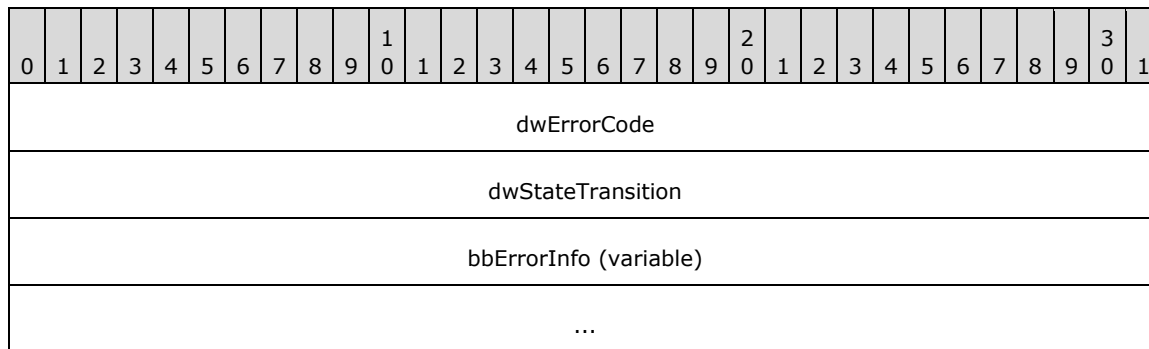 1 2 3
0 1 2 3 4 5 6 7 8 9 0 1 2 3 4 5 6 7 8 9 0 1 2 3 4 5 6 7 8 9 0 1
dwErrorCode
dwStateTransition
bbErrorInfo (variable)
...